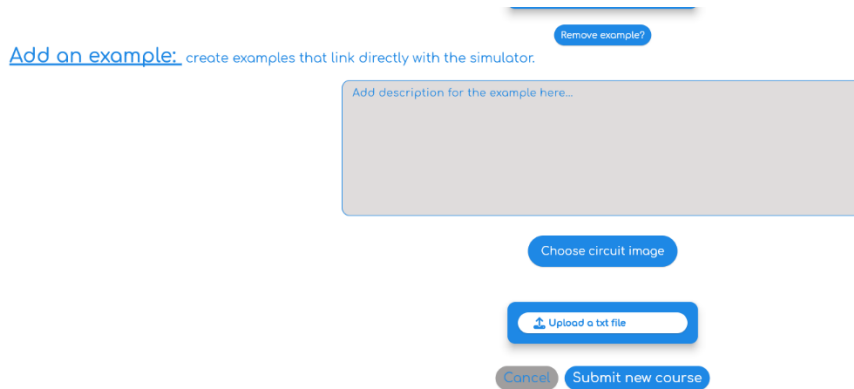 Remove example?
Add an example: create examples that link directly with the simulator.
Add description for the example here...
Choose circuit image
Upload a txt file
Cancel Submit new course